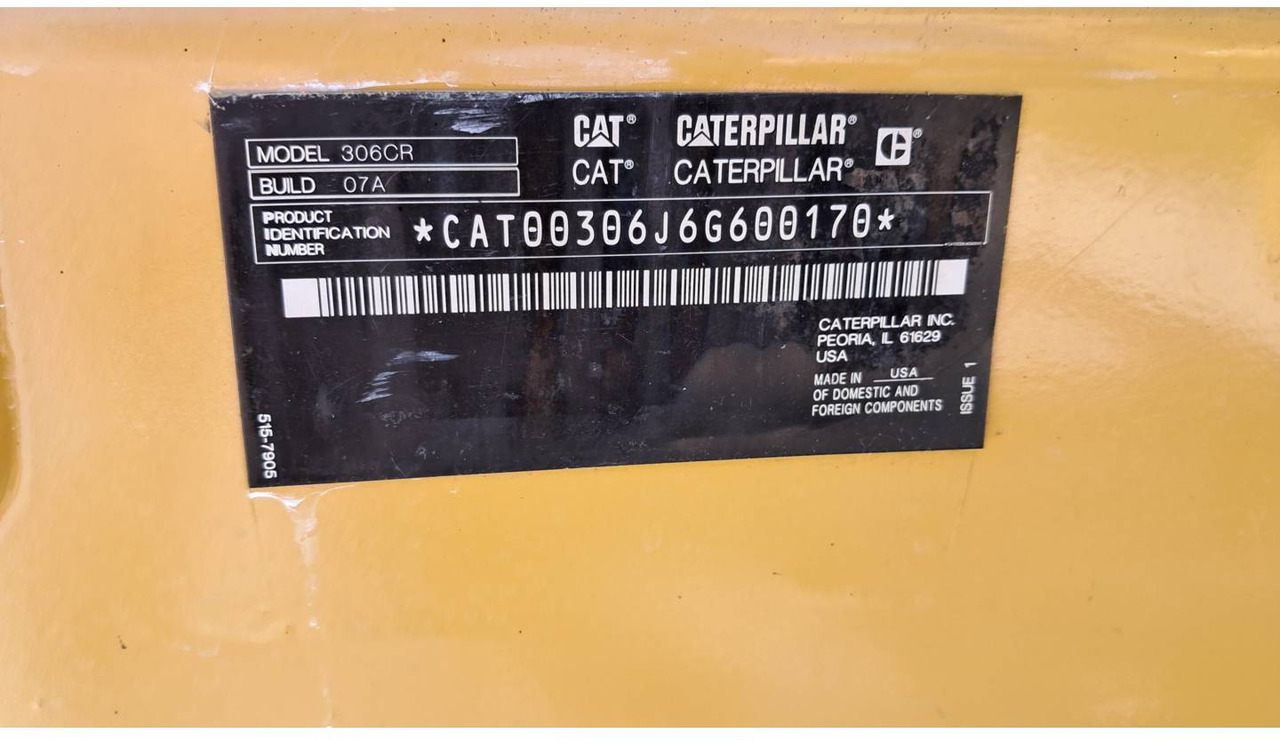 CAT® CATERPILLAR® C®
CAT® CATERPILLAR®
MODEL 306CR
BUILD 07A
PRODUCT
IDENTIFICATION
NUMBER
*CAT00306J6G600170*
CATERPILLAR INC.
PEORIA, IL 61629
USA
MADE IN USA
OF DOMESTIC AND
FOREIGN COMPONENTS
ISSUE 1
515-7905